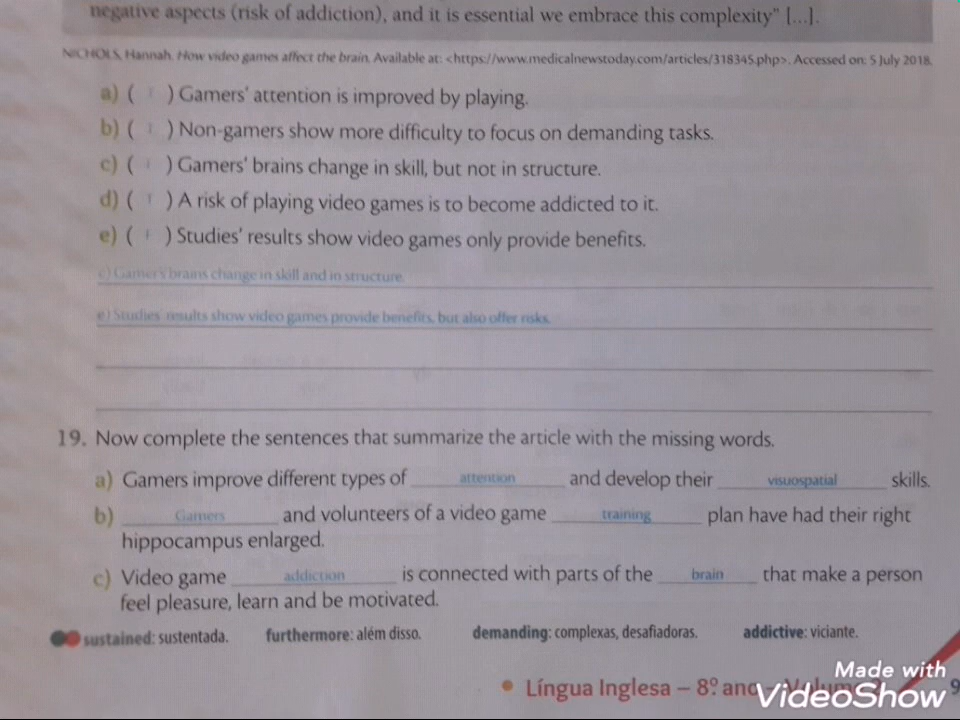 negative aspects (risk of addiction), and it is essential we embrace this complexity" [...].
NICHOLS, Hannah. How video games affect the brain. Available at: <https://www.medicalnewstoday.com/articles/318345.php>. Accessed on: 5 July 2018.
a) ( ) Gamers' attention is improved by playing.
b) ( ) Non-gamers show more difficulty to focus on demanding tasks.
c) ( ) Gamers' brains change in skill, but not in structure.
d) ( ) A risk of playing video games is to become addicted to it.
e) ( ) Studies' results show video games only provide benefits.
c) Gamer's brains change in skill and in structure.
e) Studies' results show video games provide benefits, but also offer risks.
19. Now complete the sentences that summarize the article with the missing words.
a) Gamers improve different types of attention and develop their visuospatial skills.
b) Gamers and volunteers of a video game training plan have had their right
hippocampus enlarged.
c) Video game addiction is connected with parts of the brain that make a person
feel pleasure, learn and be motivated.
sustained: sustentada. furthermore: além disso. demanding: complexas, desafiadoras. addictive: viciante.
Língua Inglesa – 8º ano
Made with
VideoShow
9